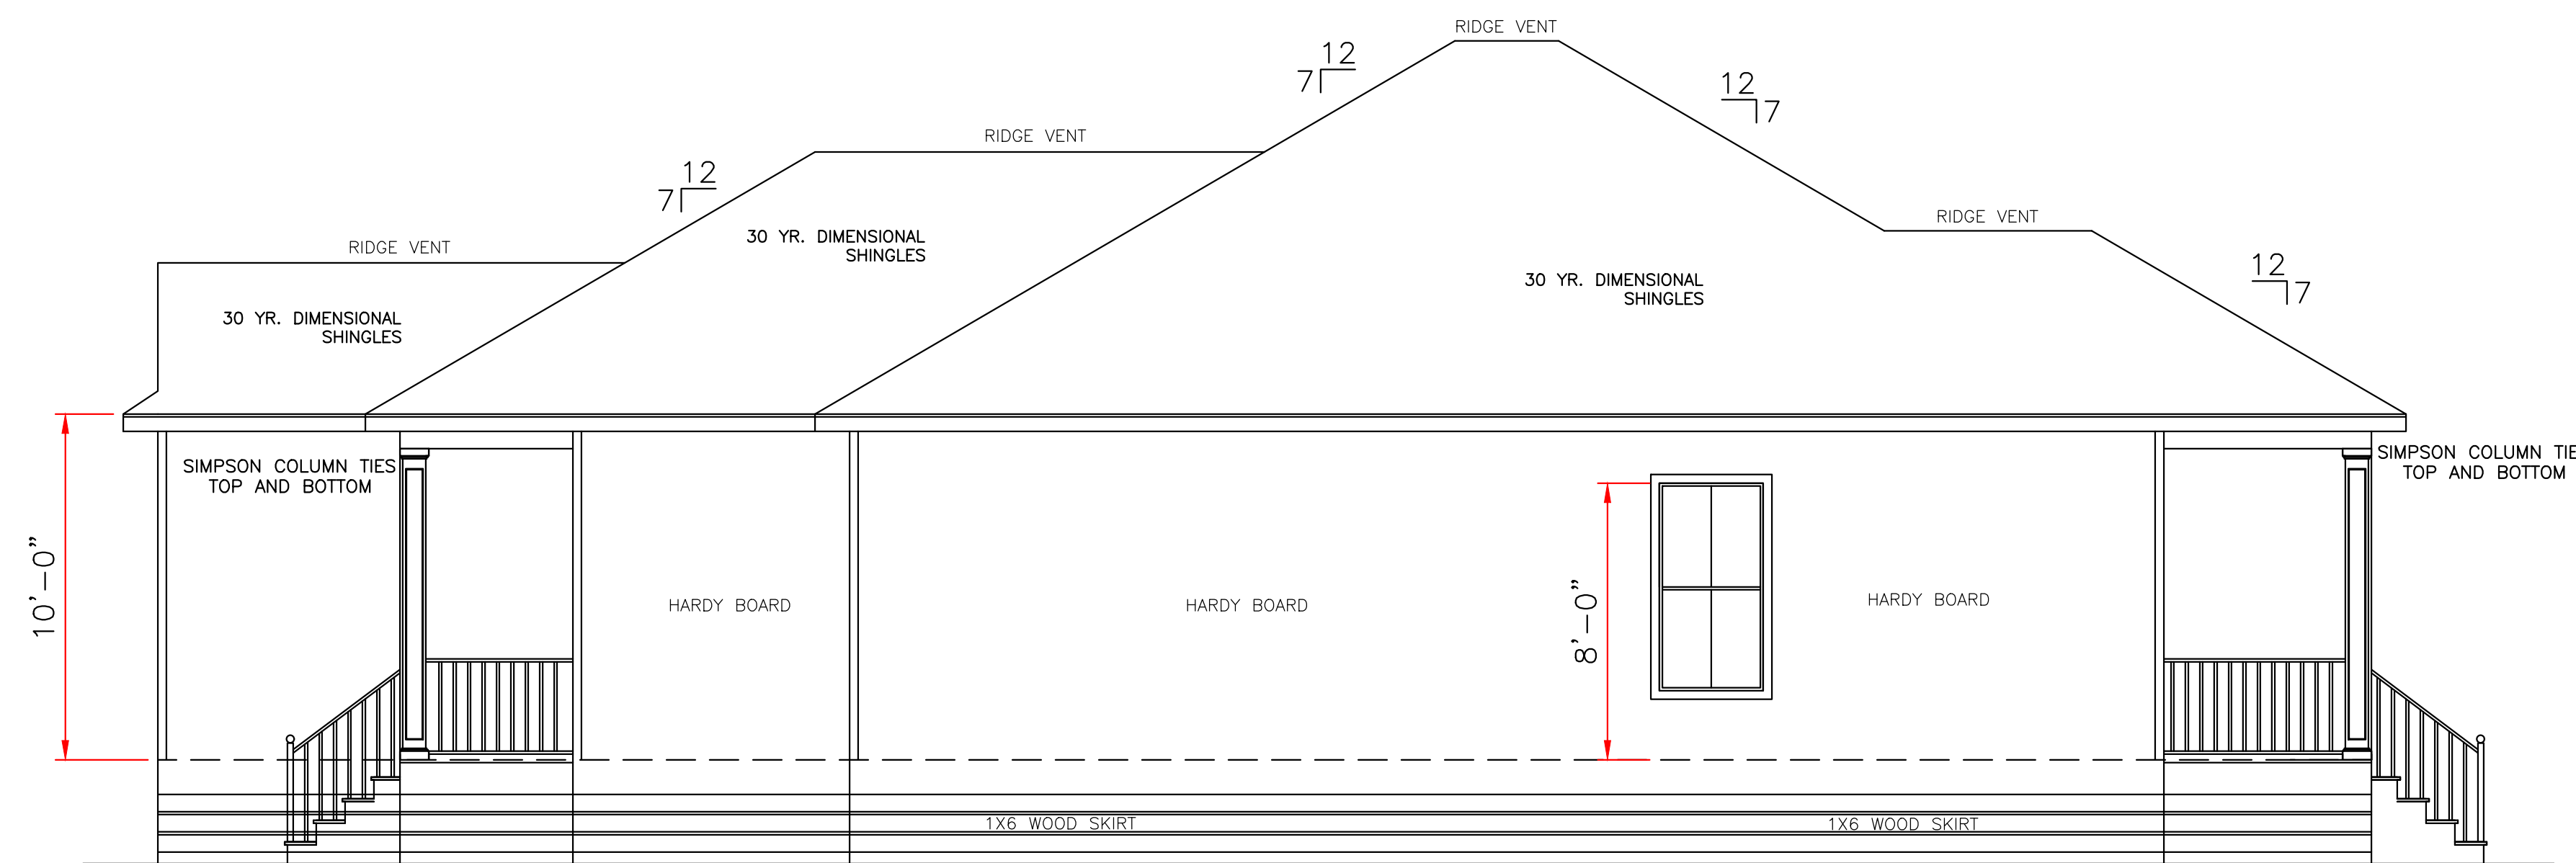 RIDGE VENT
12
7
12
7
RIDGE VENT
12
7
RIDGE VENT
30 YR. DIMENSIONAL
SHINGLES
RIDGE VENT
12
7
30 YR. DIMENSIONAL
SHINGLES
30 YR. DIMENSIONAL
SHINGLES
SIMPSON COLUMN TIES
TOP AND BOTTOM
SIMPSON COLUMN TIE
TOP AND BOTTOM
10'-0"
HARDY BOARD
HARDY BOARD
8'-0"
HARDY BOARD
1X6 WOOD SKIRT
1X6 WOOD SKIRT